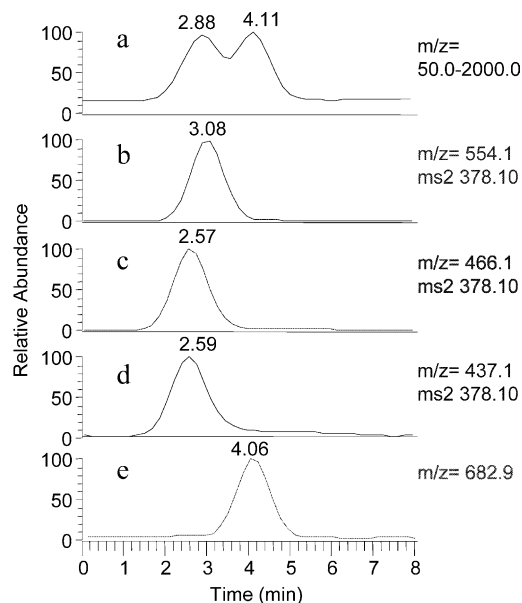 2.88 4.11
100
50
0
a
m/z=
50.0-2000.0
3.08
100
50
0
b
m/z= 554.1
ms2 378.10
2.57
100
50
0
c
m/z= 466.1
ms2 378.10
2.59
100
50
0
d
m/z= 437.1
ms2 378.10
4.06
100
50
0
e
m/z= 682.9
Relative Abundance
0 1 2 3 4 5 6 7 8
Time (min)